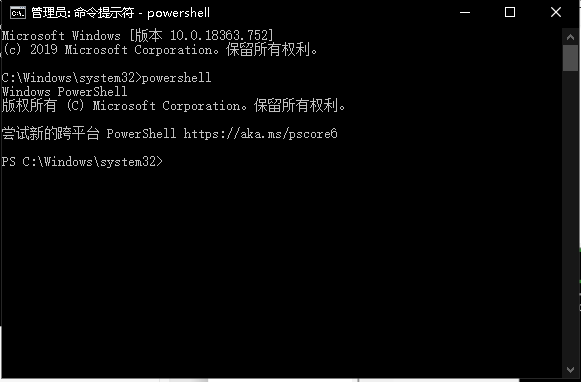 管理员: 命令提示符 - powershell
Microsoft Windows [版本 10.0.18363.752]
(c) 2019 Microsoft Corporation。保留所有权利。
C:\Windows\system32>powershell
Windows PowerShell
版权所有 (C) Microsoft Corporation。保留所有权利。
尝试新的跨平台 PowerShell https://aka.ms/pscore6
PS C:\Windows\system32>